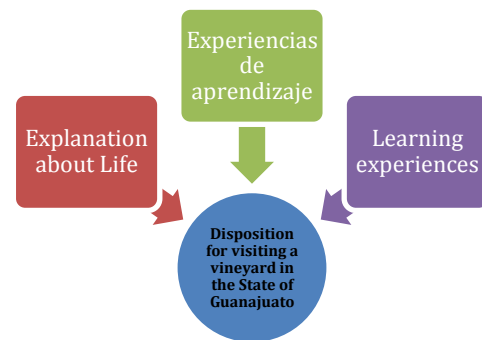 Experiencias
de
aprendizaje
Explanation
about Life
Learning
experiences
Disposition
for visiting a
vineyard in
the State of
Guanajuato